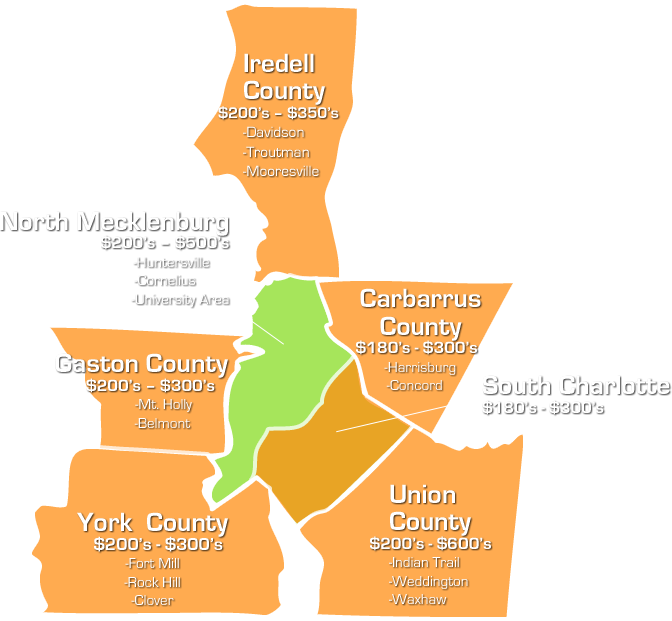 Iredell
County
$200's – $350's
-Davidson
-Troutman
-Mooresville
North Mecklenburg
$200's – $500's
-Huntersville
-Cornelius
-University Area
Carbarrus
County
$180's - $300's
-Harrisburg
-Concord
Gaston County
$200's – $300's
-Mt. Holly
-Belmont
South Charlotte
$180's - $300's
York County
$200's - $300's
-Fort Mill
-Rock Hill
-Clover
Union
County
$200's - $600's
-Indian Trail
-Weddington
-Waxhaw